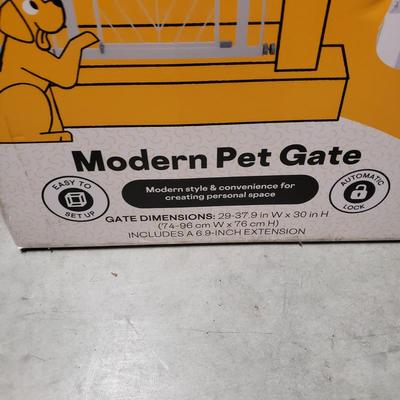 Modern Pet Gate
EASY TO
SET UP
Modern style & convenience for
creating personal space
AUTOMATIC
LOCK
GATE DIMENSIONS: 29-37.9 in W x 30 in H
(74-96 cm W x 76 cm H)
INCLUDES A 6.9-INCH EXTENSION